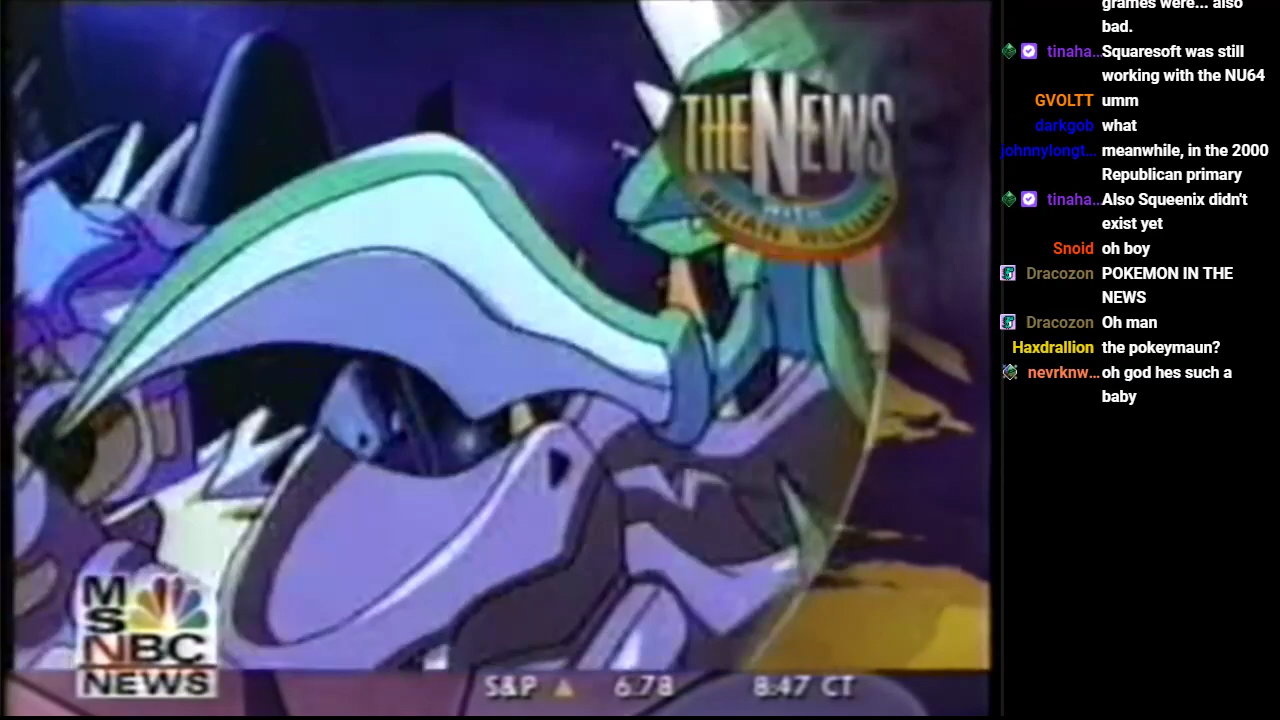 THE NEWS
WITH
BRIAN WILLIAMS
M
S
NBC
NEWS
S&P ▲ 6.78 8:47 CT
grames were... also
bad.
tinaha... Squaresoft was still
working with the NU64
GVOLTT umm
darkgob what
johnnylongt... meanwhile, in the 2000
Republican primary
tinaha... Also Squeenix didn't
exist yet
Snoid oh boy
Dracozon POKEMON IN THE
NEWS
Dracozon Oh man
Haxdrallion the pokeymaun?
nevrknw... oh god hes such a
baby